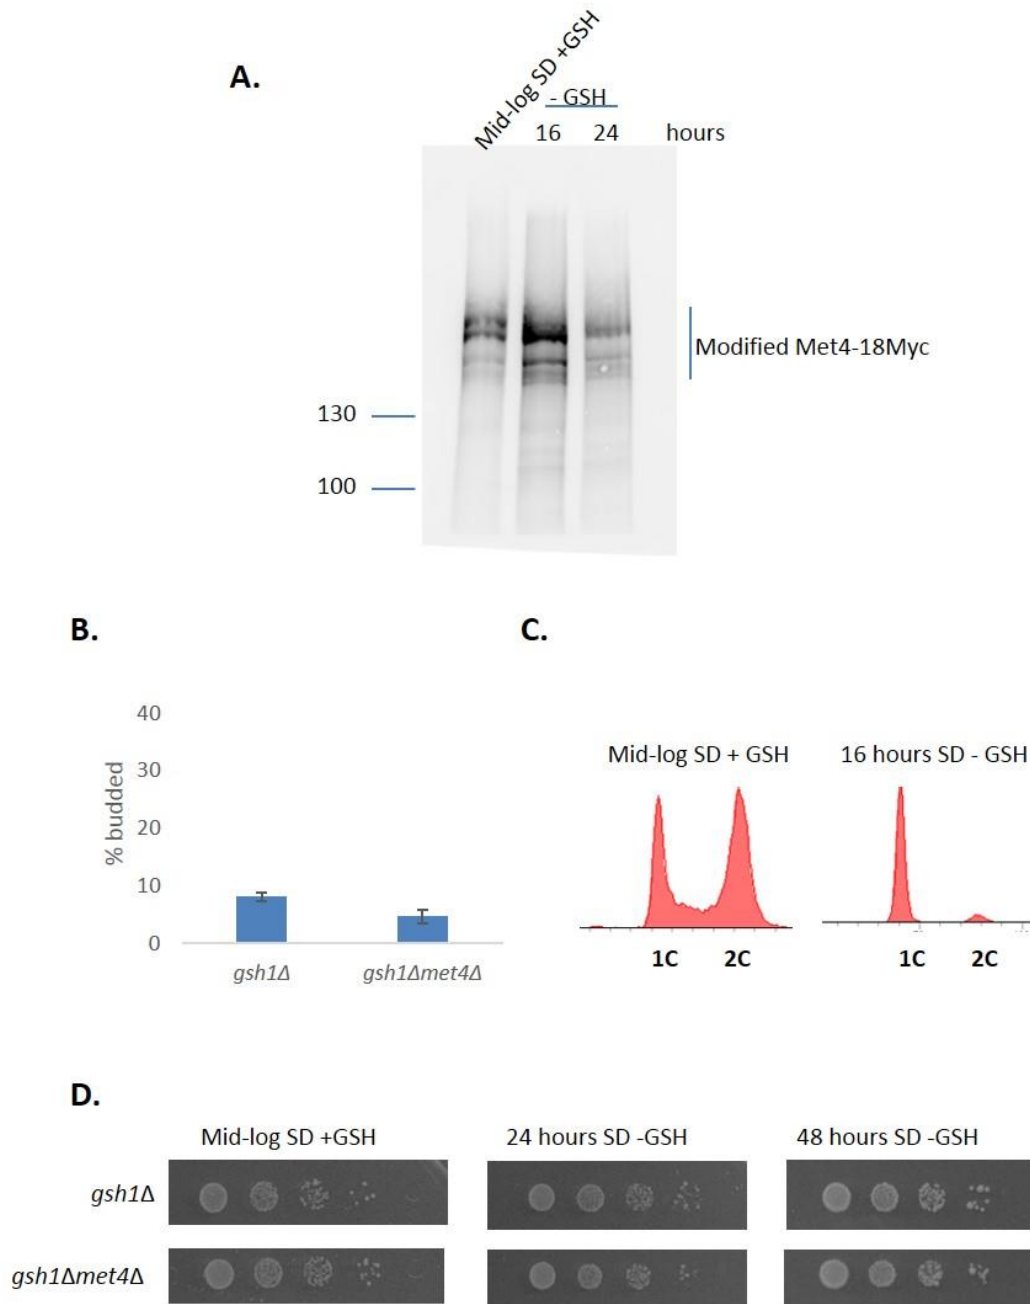 A.
Mid-log SD +GSH
- GSH
16 24 hours
Modified Met4-18Myc
130
100
B.
C.
40
30
20
10
0
% budded
gsh1Δ gsh1Δmet4Δ
Mid-log SD + GSH 16 hours SD - GSH
1C 2C 1C 2C
D.
Mid-log SD +GSH 24 hours SD -GSH 48 hours SD -GSH
gsh1Δ
gsh1Δmet4Δ